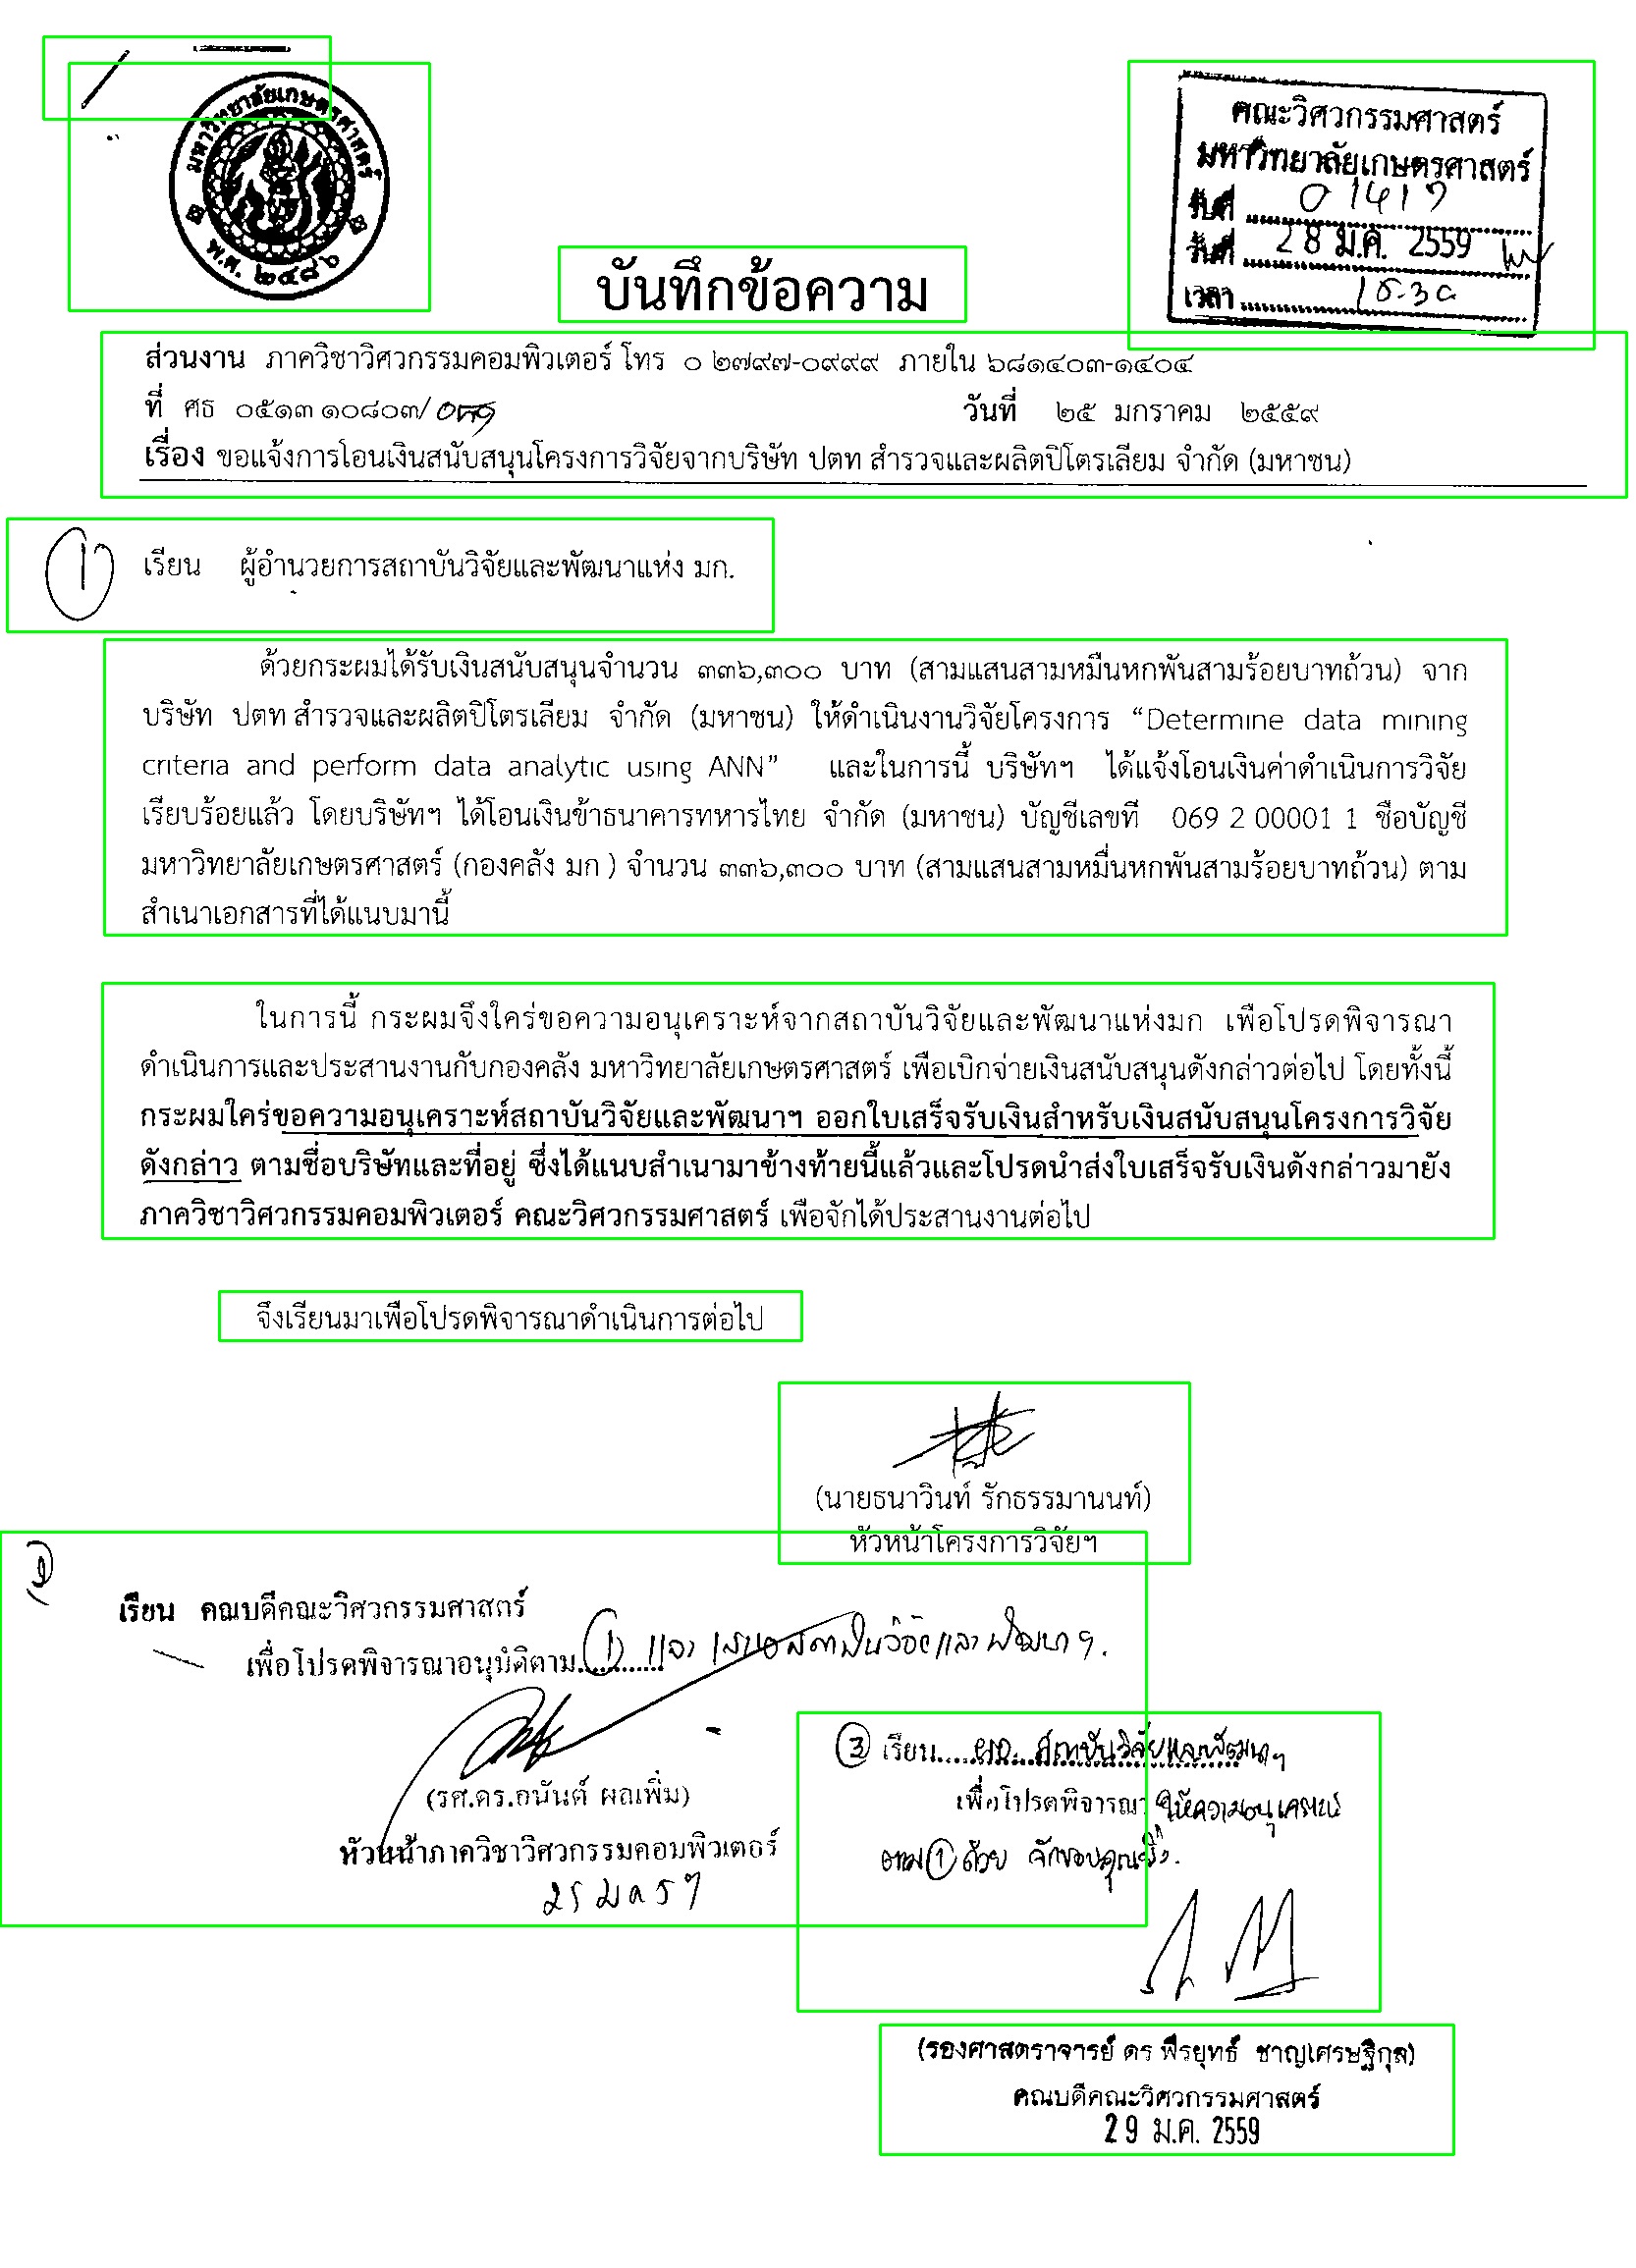 มหาวิทยาลัยเกษตรศาสตร์
พ.ศ. ๒๔๘๖
คณะวิศวกรรมศาสตร์
มหาวิทยาลัยเกษตรศาสตร์
รับที่ 01417
วันที่ 28 ม.ค. 2559
เวลา
บันทึกข้อความ
ส่วนงาน ภาควิชาวิศวกรรมคอมพิวเตอร์ โทร ๐ ๒๗๙๗-๐๙๙๙ ภายใน ๖๘๑๔๐๓-๑๔๐๔
ที่ ศธ ๐๕๑๓ ๑๐๘๐๓/ วันที่ ๒๕ มกราคม ๒๕๕๙
เรื่อง ขอแจ้งการโอนเงินสนับสนุนโครงการวิจัยจากบริษัท ปตท สำรวจและผลิตปิโตรเลียม จำกัด (มหาชน)
1 เรียน ผู้อำนวยการสถาบันวิจัยและพัฒนาแห่ง มก.
ด้วยกระผมได้รับเงินสนับสนุนจำนวน ๓๓๖,๓๐๐ บาท (สามแสนสามหมื่นหกพันสามร้อยบาทถ้วน) จาก
บริษัท ปตท สำรวจและผลิตปิโตรเลียม จำกัด (มหาชน) ให้ดำเนินงานวิจัยโครงการ “Determine data mining
criteria and perform data analytic using ANN” และในการนี้ บริษัทฯ ได้แจ้งโอนเงินค่าดำเนินการวิจัย
เรียบร้อยแล้ว โดยบริษัทฯ ได้โอนเงินข้าธนาคารทหารไทย จำกัด (มหาชน) บัญชีเลขที่ 069 2 00001 1 ชื่อบัญชี
มหาวิทยาลัยเกษตรศาสตร์ (กองคลัง มก ) จำนวน ๓๓๖,๓๐๐ บาท (สามแสนสามหมื่นหกพันสามร้อยบาทถ้วน) ตาม
สำเนาเอกสารที่ได้แนบมานี้
ในการนี้ กระผมจึงใคร่ขอความอนุเคราะห์จากสถาบันวิจัยและพัฒนาแห่งมก เพื่อโปรดพิจารณา
ดำเนินการและประสานงานกับกองคลัง มหาวิทยาลัยเกษตรศาสตร์ เพื่อเบิกจ่ายเงินสนับสนุนดังกล่าวต่อไป โดยทั้งนี้
กระผมใคร่ขอความอนุเคราะห์สถาบันวิจัยและพัฒนาฯ ออกใบเสร็จรับเงินสำหรับเงินสนับสนุนโครงการวิจัย
ดังกล่าว ตามชื่อบริษัทและที่อยู่ ซึ่งได้แนบสำเนามาข้างท้ายนี้แล้วและโปรดนำส่งใบเสร็จรับเงินดังกล่าวมายัง
ภาควิชาวิศวกรรมคอมพิวเตอร์ คณะวิศวกรรมศาสตร์ เพื่อจักได้ประสานงานต่อไป
จึงเรียนมาเพื่อโปรดพิจารณาดำเนินการต่อไป
(นายธนาวินท์ รักธรรมานนท์)
หัวหน้าโครงการวิจัยฯ
เรียน คณบดีคณะวิศวกรรมศาสตร์
เพื่อโปรดพิจารณาอนุมัติตาม 1 และ เสนอสถาบันวิจัยและพัฒนาฯ.
(รศ.ดร.อนันต์ ผลเพิ่ม)
หัวหน้าภาควิชาวิศวกรรมคอมพิวเตอร์
3 เรียน ผอ. สถาบันวิจัยและพัฒนาฯ
เพื่อโปรดพิจารณา ให้ความอนุเคราะห์
ตาม 1 ด้วย จักขอบคุณยิ่ง.
(รองศาสตราจารย์ ดร พีรยุทธ์ ชาญเศรษฐิกุล)
คณบดีคณะวิศวกรรมศาสตร์
29 ม.ค. 2559